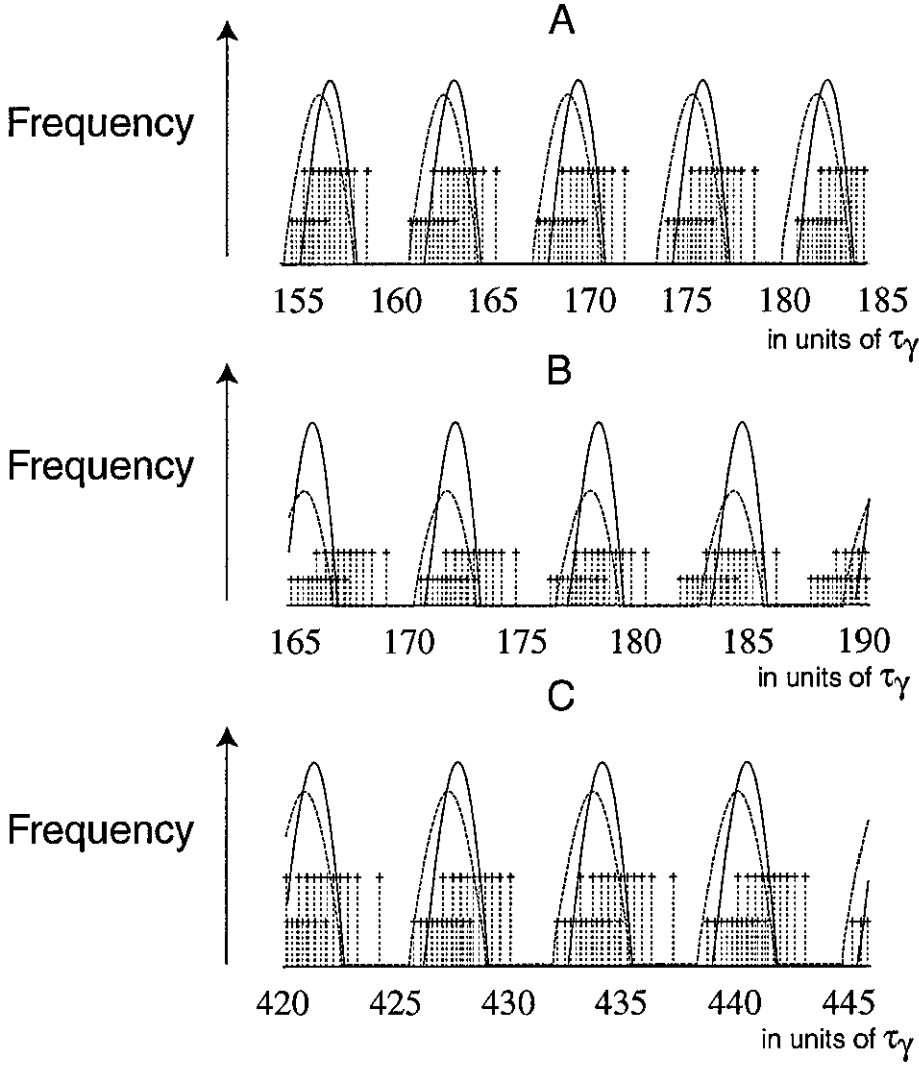 A
Frequency
155 160 165 170 175 180 185
in units of τγ
B
Frequency
165 170 175 180 185 190
in units of τγ
C
Frequency
420 425 430 435 440 445
in units of τγ